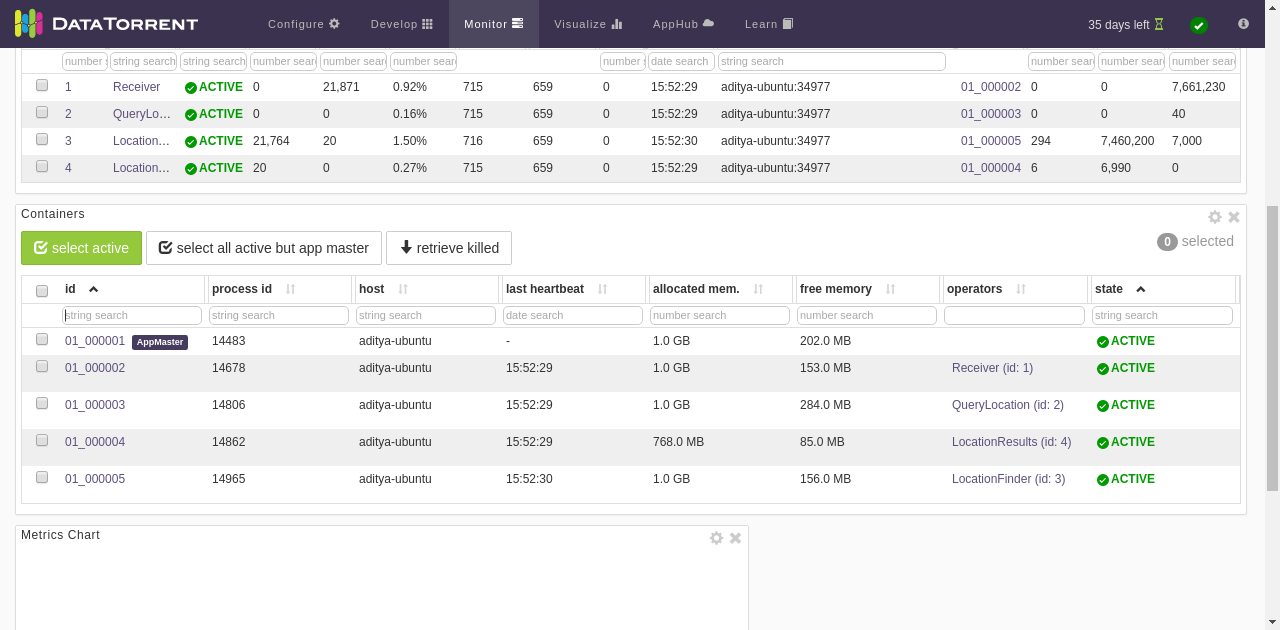 DATATORRENT Configure Develop Monitor Visualize AppHub Learn 35 days left
number s string search string search number sear number sear number sear number s date search string search number sear number sear number sear
1 Receiver ACTIVE 0 21,871 0.92% 715 659 0 15:52:29 aditya-ubuntu:34977 01_000002 0 0 7,661,230
2 QueryLo... ACTIVE 0 0 0.16% 715 659 0 15:52:29 aditya-ubuntu:34977 01_000003 0 0 40
3 Location... ACTIVE 21,764 20 1.50% 716 659 0 15:52:30 aditya-ubuntu:34977 01_000005 294 7,460,200 7,000
4 Location... ACTIVE 20 0 0.27% 715 659 0 15:52:29 aditya-ubuntu:34977 01_000004 6 6,990 0
Containers
select active select all active but app master retrieve killed 0 selected
id process id host last heartbeat allocated mem. free memory operators state
string search string search string search date search number search number search string search
01_000001 AppMaster 14483 aditya-ubuntu - 1.0 GB 202.0 MB ACTIVE
01_000002 14678 aditya-ubuntu 15:52:29 1.0 GB 153.0 MB Receiver (id: 1) ACTIVE
01_000003 14806 aditya-ubuntu 15:52:29 1.0 GB 284.0 MB QueryLocation (id: 2) ACTIVE
01_000004 14862 aditya-ubuntu 15:52:29 768.0 MB 85.0 MB LocationResults (id: 4) ACTIVE
01_000005 14965 aditya-ubuntu 15:52:30 1.0 GB 156.0 MB LocationFinder (id: 3) ACTIVE
Metrics Chart